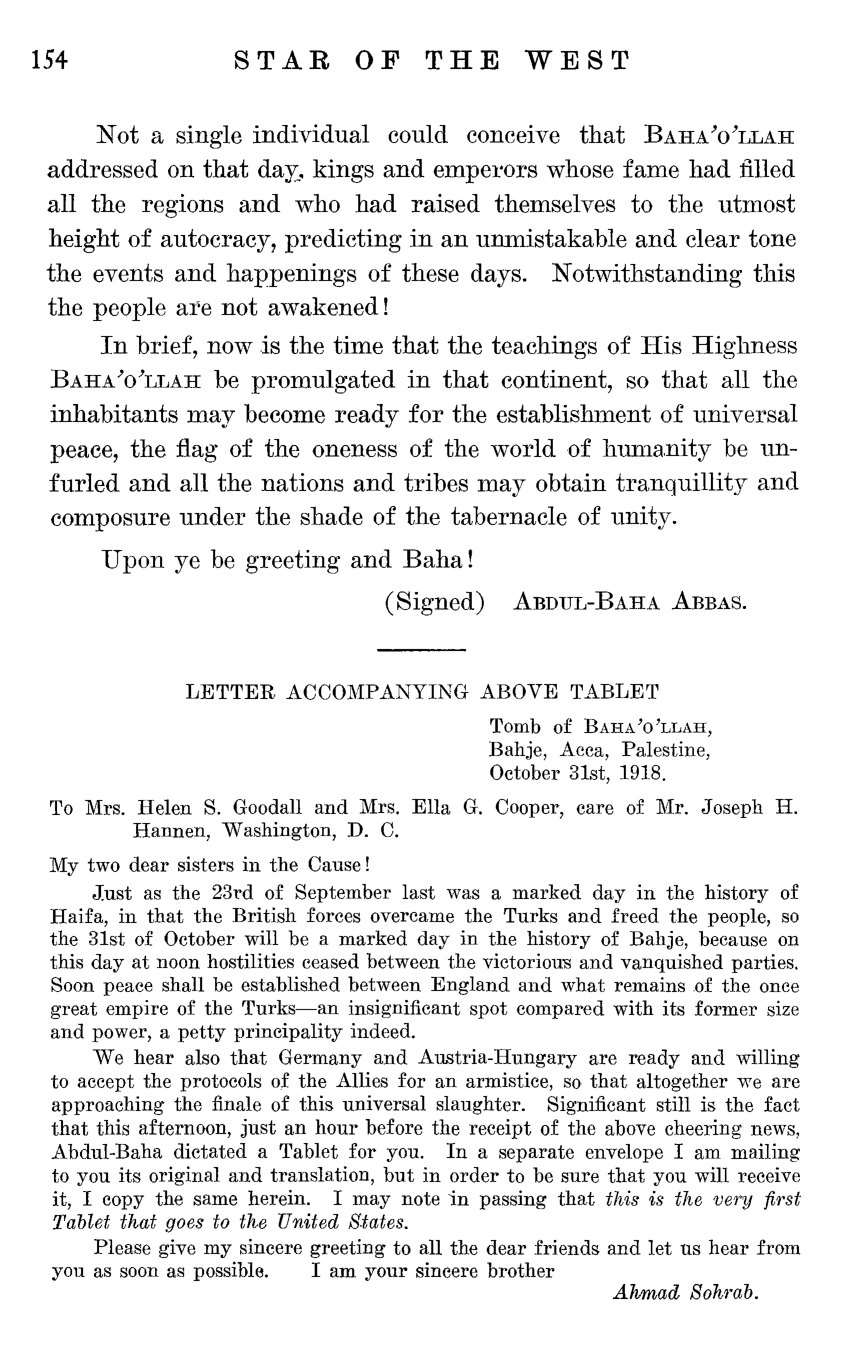 154 STAR OF THE WEST
Not a single individual could conceive that BAHA'O'LLAH
addressed on that day, kings and emperors whose fame had filled
all the regions and who had raised themselves to the utmost
height of autocracy, predicting in an unmistakable and clear tone
the events and happenings of these days. Notwithstanding this
the people are not awakened!
In brief, now is the time that the teachings of His Highness
BAHA'O'LLAH be promulgated in that continent, so that all the
inhabitants may become ready for the establishment of universal
peace, the flag of the oneness of the world of humanity be un-
furled and all the nations and tribes may obtain tranquillity and
composure under the shade of the tabernacle of unity.
Upon ye be greeting and Baha!
(Signed) ABDUL-BAHA ABBAS.
LETTER ACCOMPANYING ABOVE TABLET
Tomb of BAHA'O'LLAH,
Bahje, Acca, Palestine,
October 31st, 1918.
To Mrs. Helen S. Goodall and Mrs. Ella G. Cooper, care of Mr. Joseph H.
Hannen, Washington, D. C.
My two dear sisters in the Cause!
Just as the 23rd of September last was a marked day in the history of
Haifa, in that the British forces overcame the Turks and freed the people, so
the 31st of October will be a marked day in the history of Bahje, because on
this day at noon hostilities ceased between the victorious and vanquished parties.
Soon peace shall be established between England and what remains of the once
great empire of the Turks—an insignificant spot compared with its former size
and power, a petty principality indeed.
We hear also that Germany and Austria-Hungary are ready and willing
to accept the protocols of the Allies for an armistice, so that altogether we are
approaching the finale of this universal slaughter. Significant still is the fact
that this afternoon, just an hour before the receipt of the above cheering news,
Abdul-Baha dictated a Tablet for you. In a separate envelope I am mailing
to you its original and translation, but in order to be sure that you will receive
it, I copy the same herein. I may note in passing that this is the very first
Tablet that goes to the United States.
Please give my sincere greeting to all the dear friends and let us hear from
you as soon as possible. I am your sincere brother
Ahmad Sohrab.